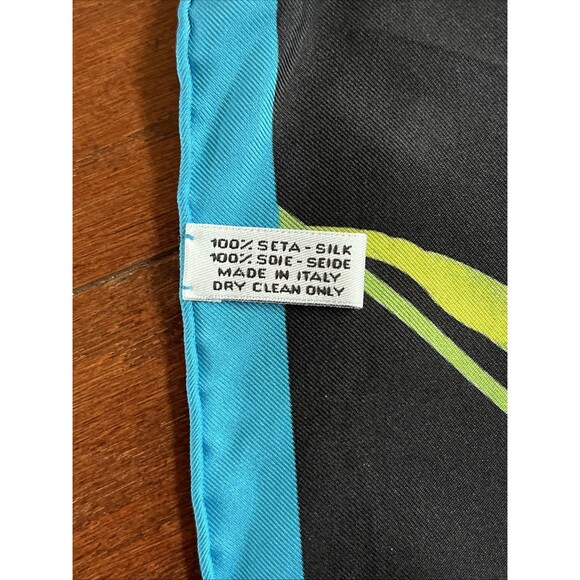 100% SETA - SILK
100% SOIE - SEIDE
MADE IN ITALY
DRY CLEAN ONLY